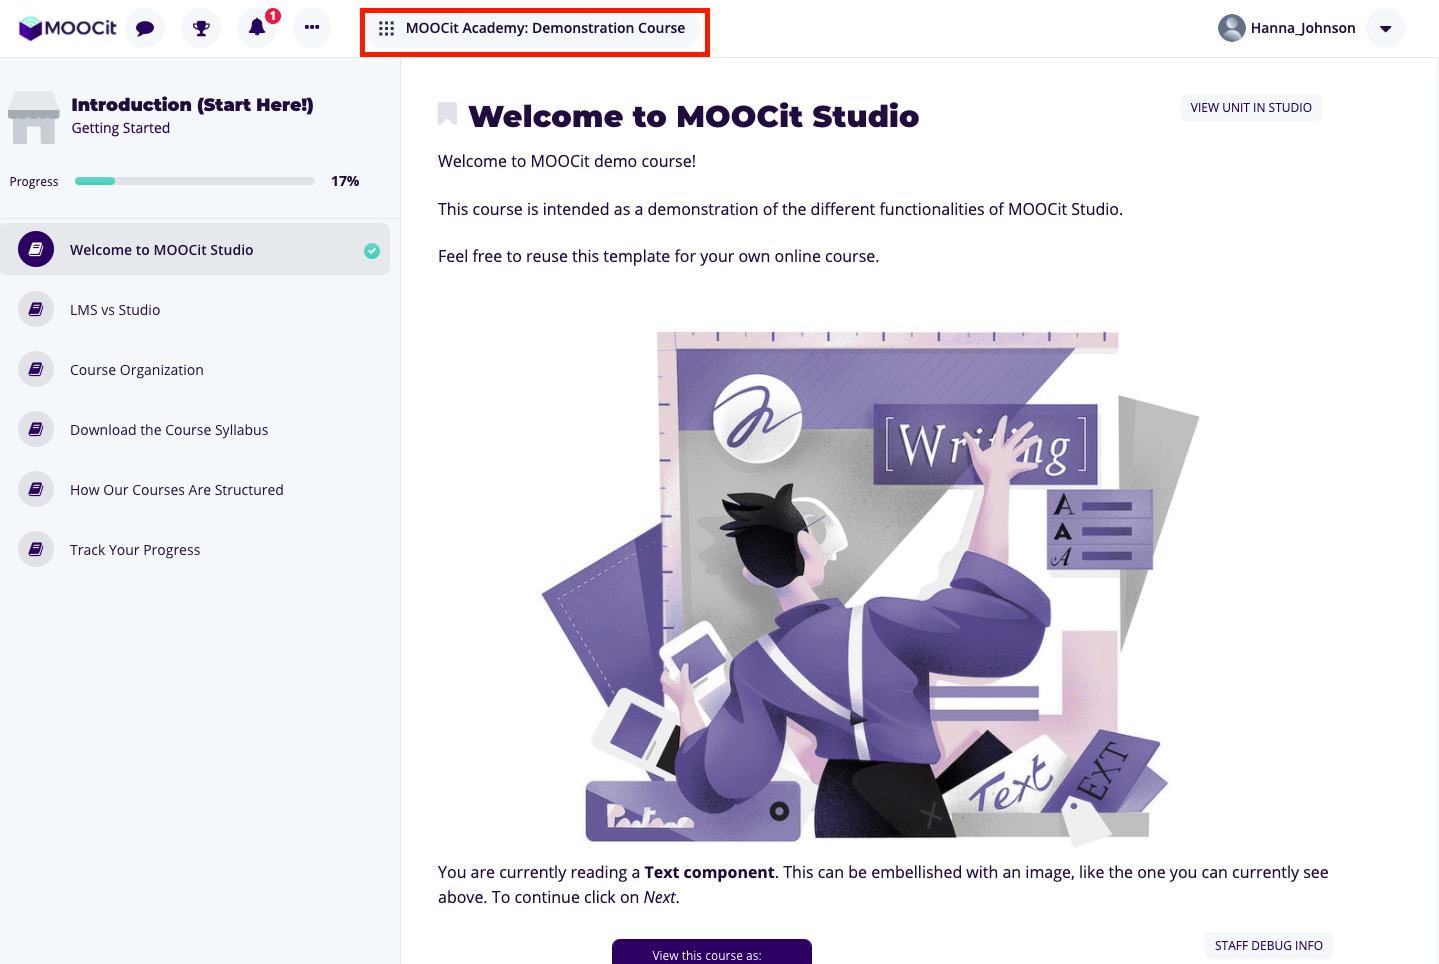 MOOCit
1
MOOCit Academy: Demonstration Course
Hanna_Johnson
Introduction (Start Here!)
Getting Started
Progress
17%
Welcome to MOOCit Studio
LMS vs Studio
Course Organization
Download the Course Syllabus
How Our Courses Are Structured
Track Your Progress
Welcome to MOOCit Studio
VIEW UNIT IN STUDIO
Welcome to MOOCit demo course!
This course is intended as a demonstration of the different functionalities of MOOCit Studio.
Feel free to reuse this template for your own online course.
[Writing]
A
A
A
Text
EXT
You are currently reading a Text component. This can be embellished with an image, like the one you can currently see
above. To continue click on Next.
STAFF DEBUG INFO
View this course as: